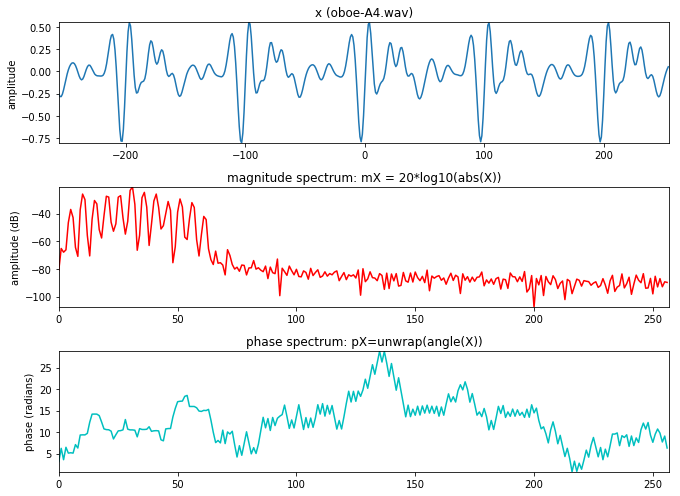 x (oboe-A4.wav)
0.50
0.25
0.00
−0.25
−0.50
−0.75
amplitude
−200 −100 0 100 200
magnitude spectrum: mX = 20*log10(abs(X))
−40
−60
−80
−100
amplitude (dB)
0 50 100 150 200 250
phase spectrum: pX=unwrap(angle(X))
25
20
15
10
5
phase (radians)
0 50 100 150 200 250